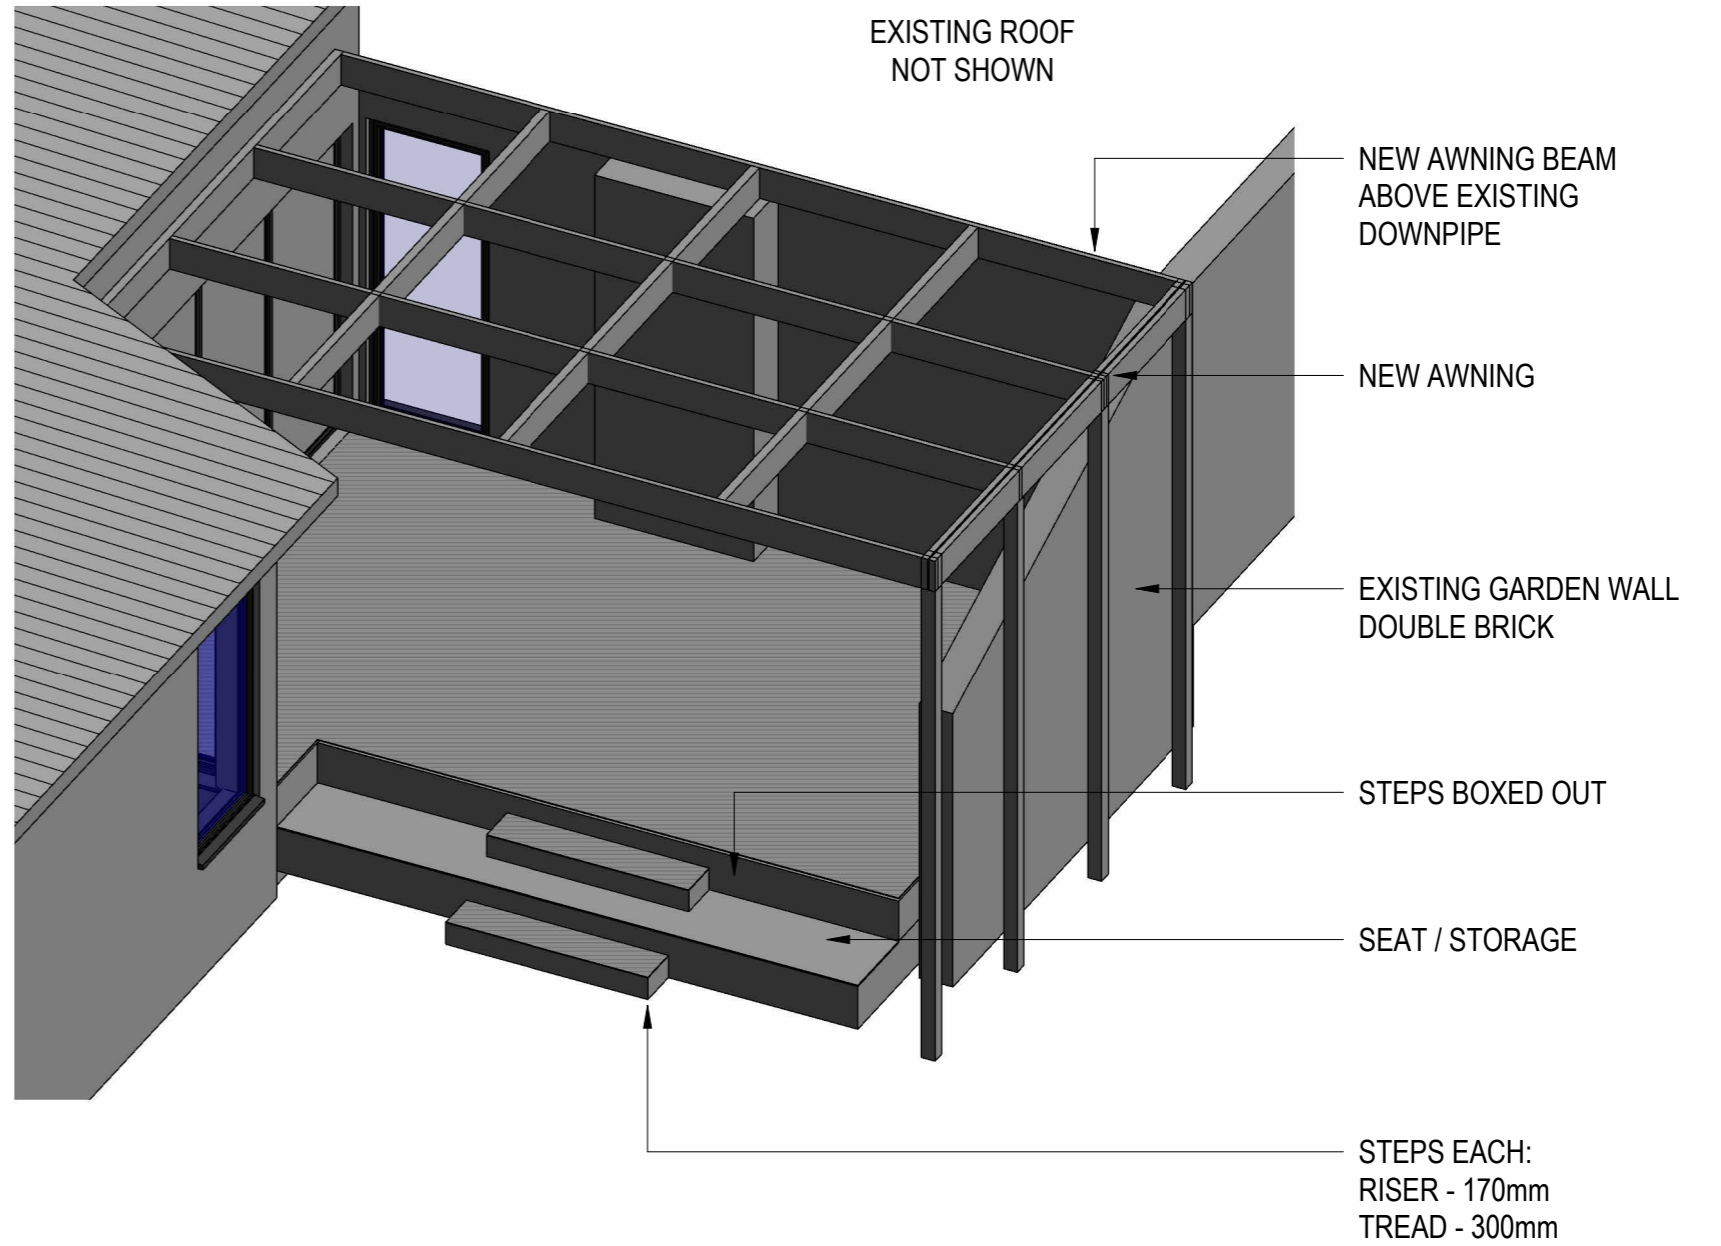 EXISTING ROOF
NOT SHOWN
NEW AWNING BEAM
ABOVE EXISTING
DOWNPIPE
NEW AWNING
EXISTING GARDEN WALL
DOUBLE BRICK
STEPS BOXED OUT
SEAT / STORAGE
STEPS EACH:
RISER - 170mm
TREAD - 300mm